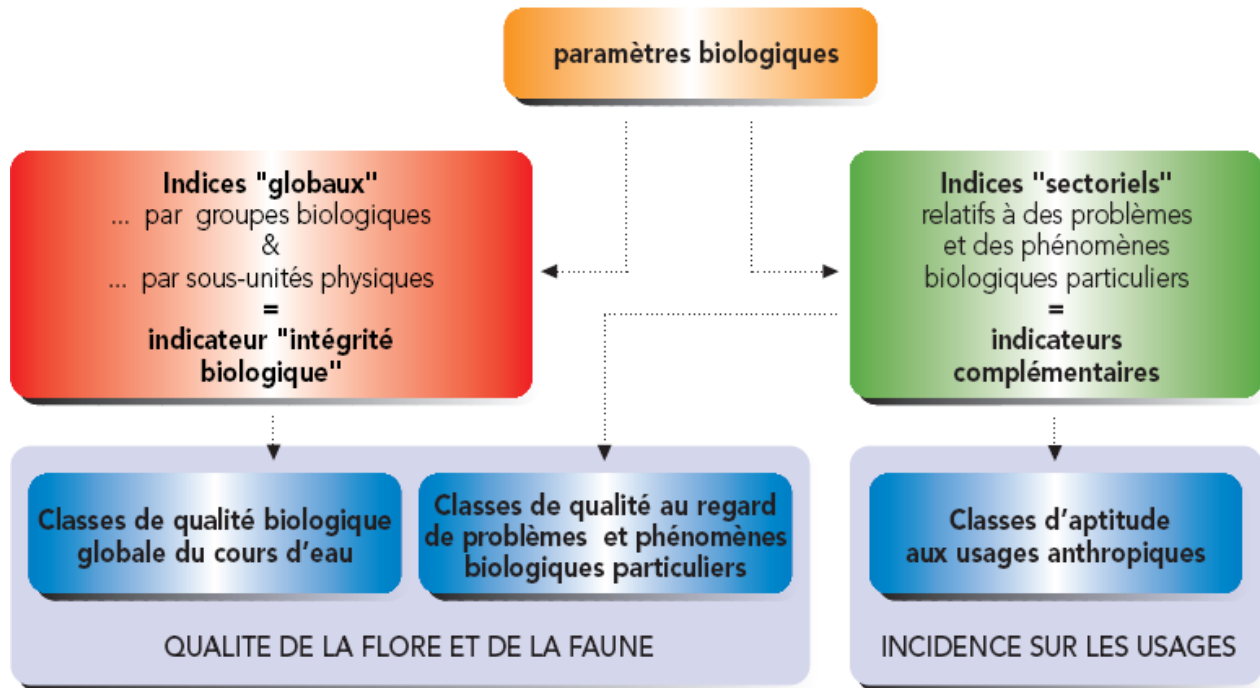 paramètres biologiques
Indices "globaux"
... par groupes biologiques
&
... par sous-unités physiques
=
indicateur "intégrité
biologique"
Indices "sectoriels"
relatifs à des problèmes
et des phénomènes
biologiques particuliers
=
indicateurs
complémentaires
Classes de qualité biologique
globale du cours d'eau
Classes de qualité au regard
de problèmes et phénomènes
biologiques particuliers
QUALITE DE LA FLORE ET DE LA FAUNE
Classes d'aptitude
aux usages anthropiques
INCIDENCE SUR LES USAGES